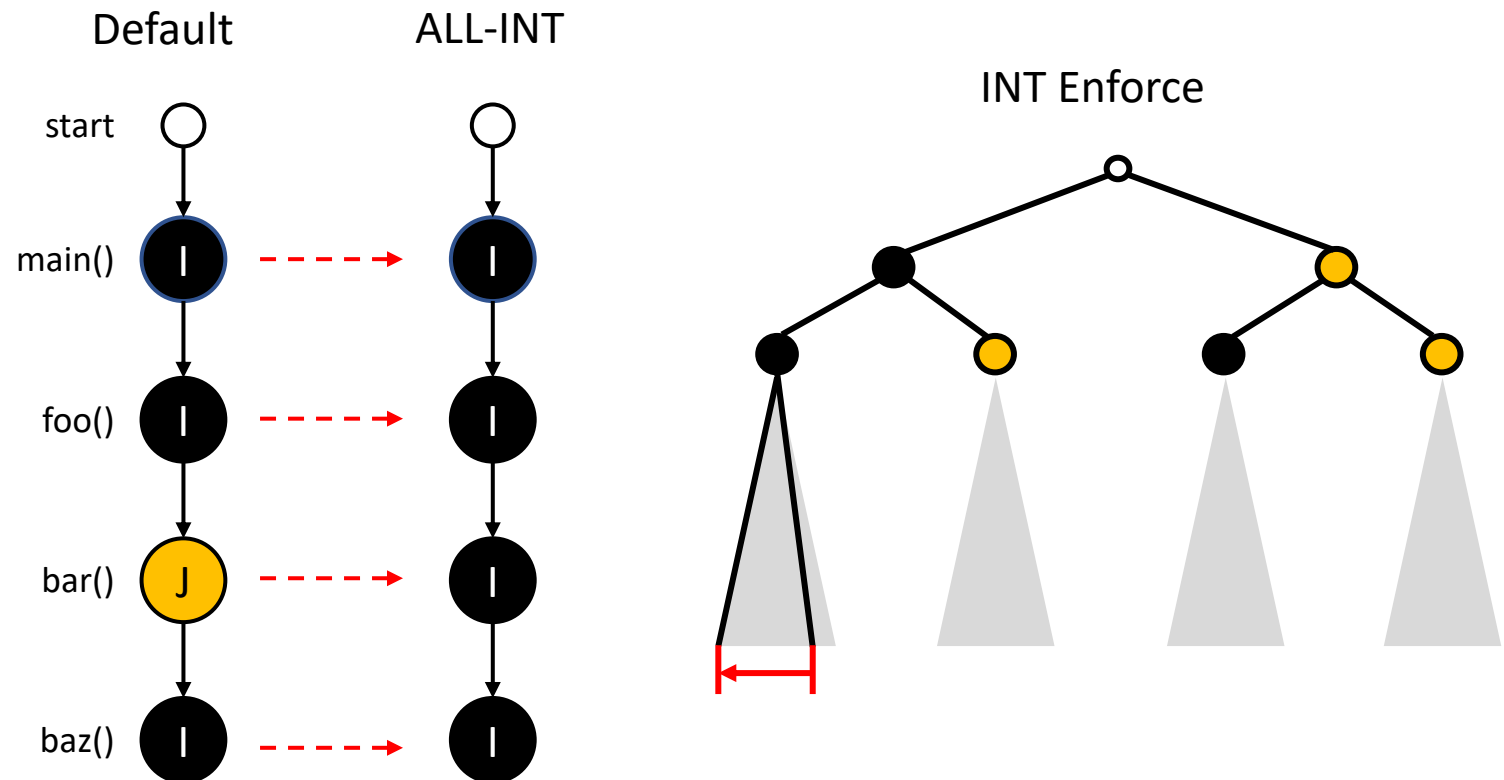 Default
ALL-INT
INT Enforce
start
main()
I
I
foo()
I
I
bar()
J
I
baz()
I
I